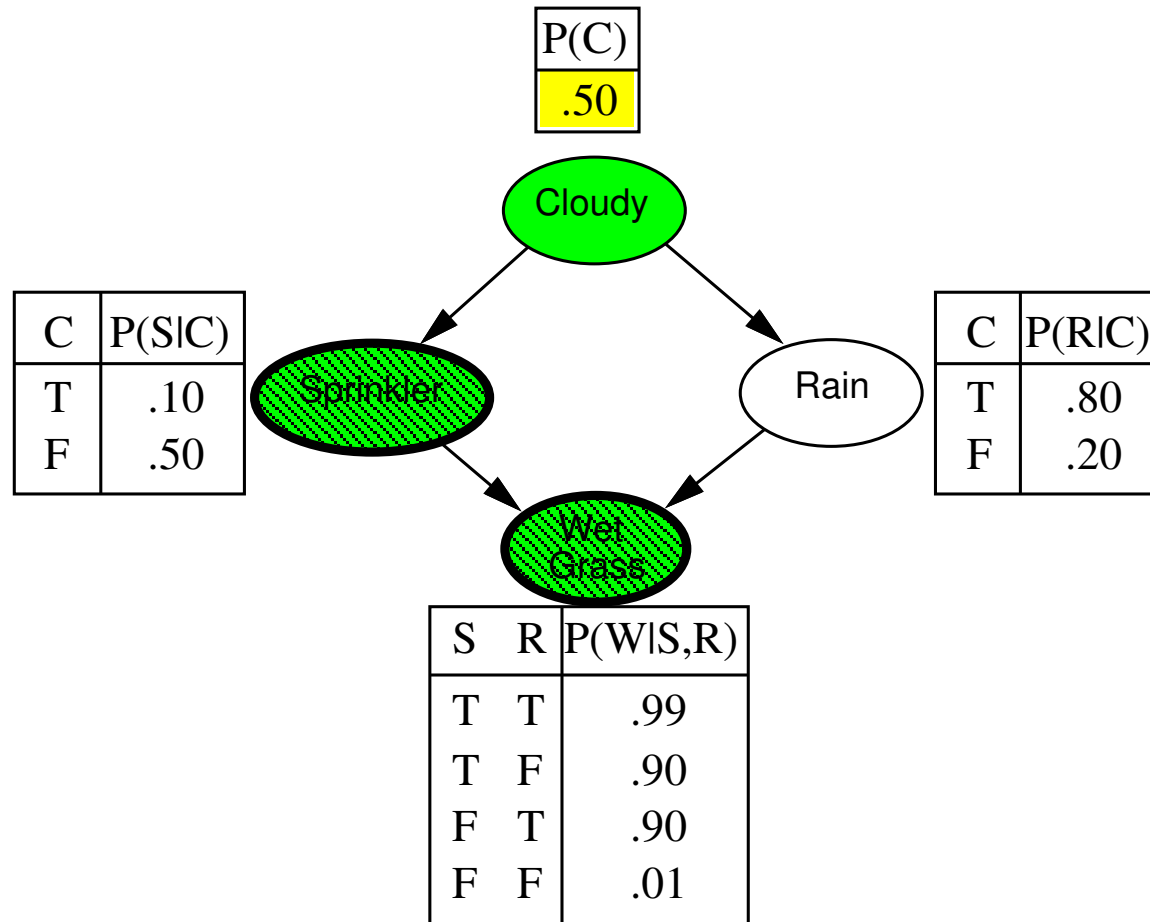 P(C)
.50
Cloudy
C P(S|C)
T .10
F .50
Sprinkler
Rain
C P(R|C)
T .80
F .20
Wet
Grass
S R P(W|S,R)
T T .99
T F .90
F T .90
F F .01